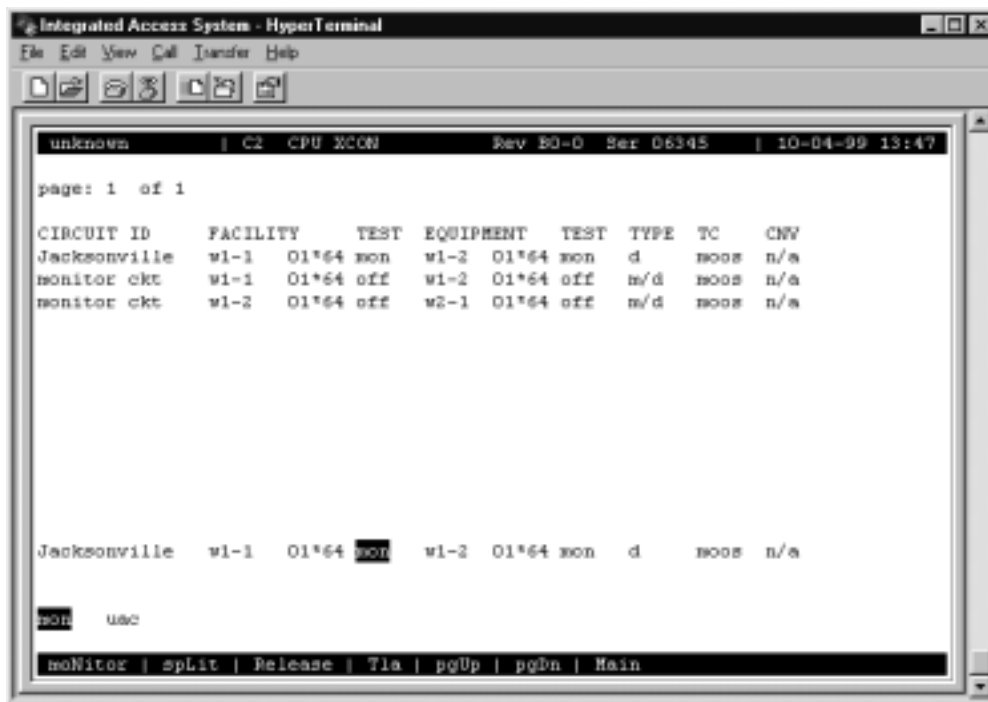 Integrated Access System - HyperTerminal
File Edit View Call Transfer Help
unknown | C2 CPU XCON Rev B0-0 Ser 06345 | 10-04-99 13:47
page: 1 of 1
CIRCUIT ID FACILITY TEST EQUIPMENT TEST TYPE TC CNV
Jacksonville w1-1 01*64 mon w1-2 01*64 mon d moos n/a
monitor ckt w1-1 01*64 off w1-2 01*64 off m/d moos n/a
monitor ckt w1-2 01*64 off w2-1 01*64 off m/d moos n/a
Jacksonville w1-1 01*64 mon w1-2 01*64 mon d moos n/a
mon uac
moNitor | spLit | Release | Tla | pgUp | pgDn | Main